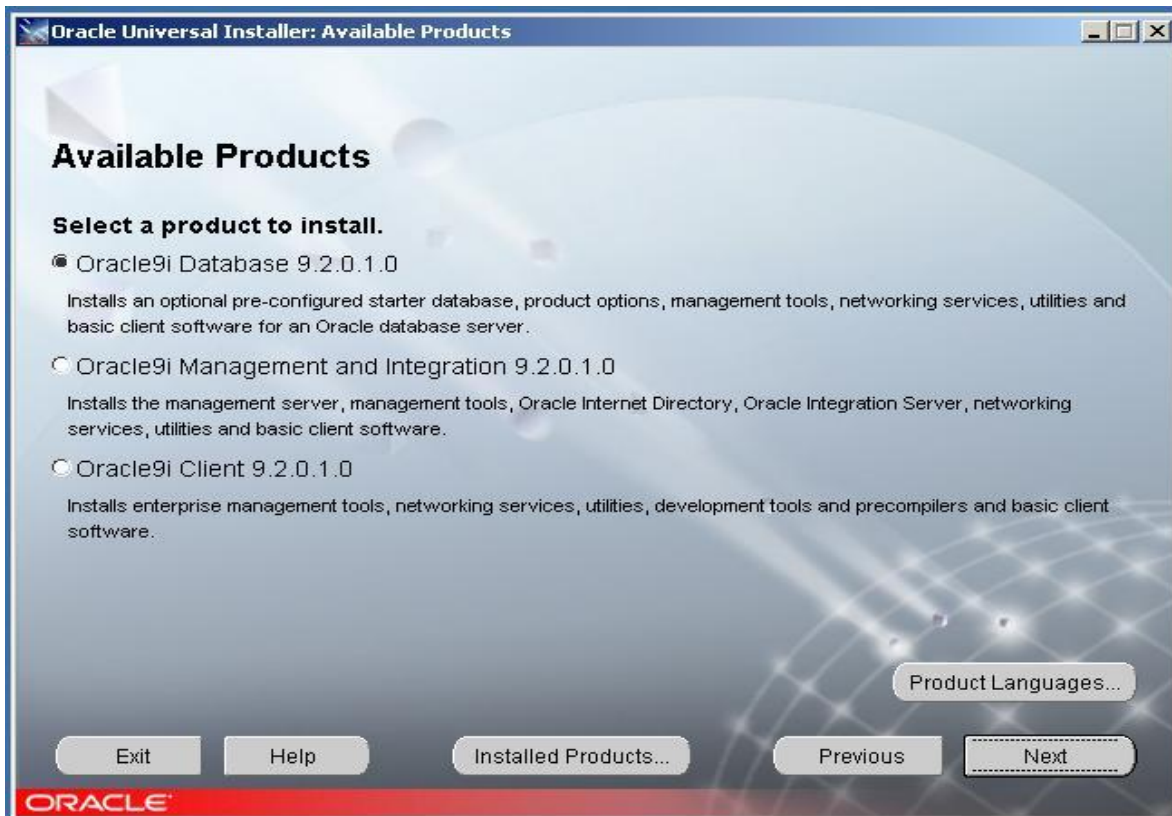 Oracle Universal Installer: Available Products
Available Products
Select a product to install.
Oracle9i Database 9.2.0.1.0
Installs an optional pre-configured starter database, product options, management tools, networking services, utilities and
basic client software for an Oracle database server.
Oracle9i Management and Integration 9.2.0.1.0
Installs the management server, management tools, Oracle Internet Directory, Oracle Integration Server, networking
services, utilities and basic client software.
Oracle9i Client 9.2.0.1.0
Installs enterprise management tools, networking services, utilities, development tools and precompilers and basic client
software.
Product Languages...
Exit Help Installed Products... Previous Next
ORACLE